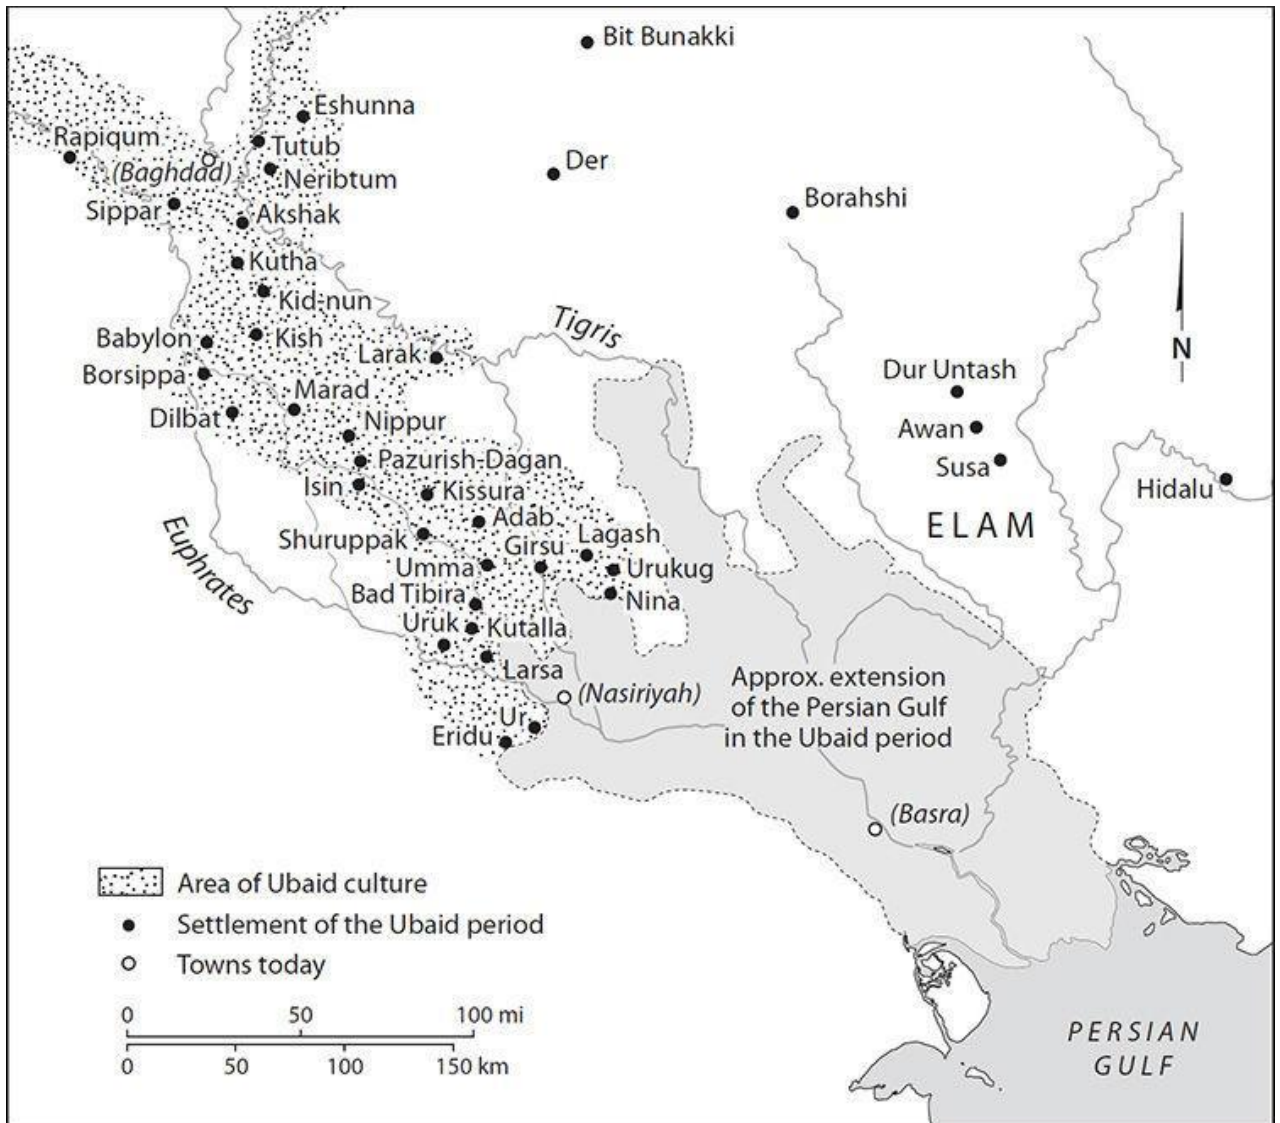 Bit Bunakki
Eshunna
Rapiqum
Tutub
Der
(Baghdad)
Neribtum
Borahshi
Sippar
Akshak
Kutha
Kid-nun
Tigris
Babylon
Kish
Larak
N
Borsippa
Dur Untash
Marad
Dilbat
Nippur
Awan
Pazurish-Dagan
Susa
Isin
Kissura
Hidalu
Adab
ELAM
Shuruppak
Girsu
Lagash
Euphrates
Umma
Urukug
Bad Tibira
Nina
Uruk
Kutalla
Larsa
Approx. extension
of the Persian Gulf
in the Ubaid period
(Nasiriyah)
Ur
Eridu
(Basra)
Area of Ubaid culture
Settlement of the Ubaid period
Towns today
0 50 100 mi
0 50 100 150 km
PERSIAN
GULF